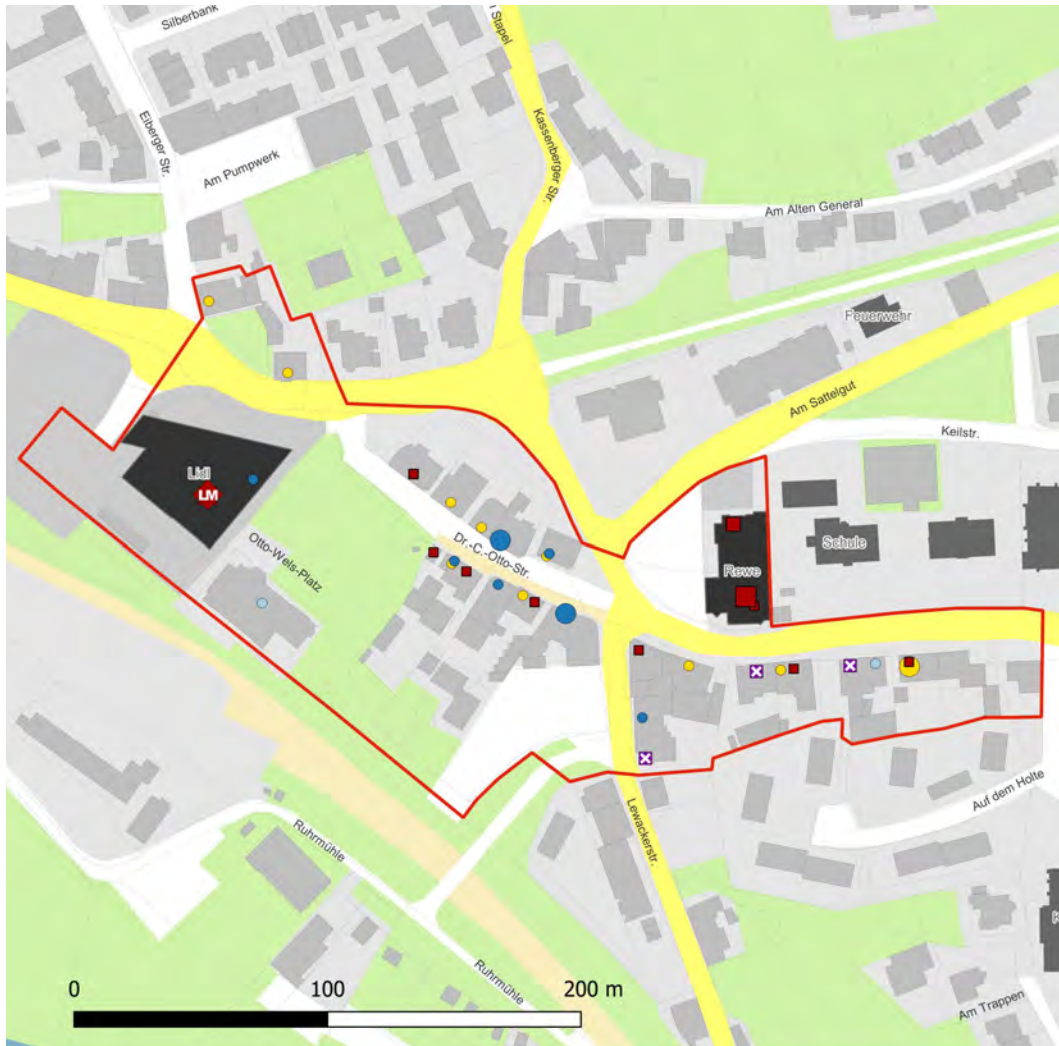 Silberbank
Stapel
Eiberger Str.
Kassenberger Str.
Am Pumpwerk
Am Alten General
Feuerwehr
Am Sattelgut
Keilstr.
Lidl
LM
Otto-Wels-Platz
Dr.-C.-Otto-Str.
Schule
Rewe
Auf dem Holte
Lewackerstr.
Ruhrmühle
Ruhrmühle
K
Am Trappen
0 100 200 m